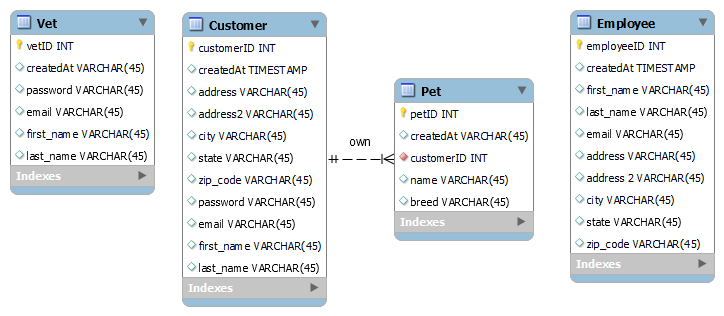 Vet
vetID INT
createdAt VARCHAR(45)
password VARCHAR(45)
email VARCHAR(45)
first_name VARCHAR(45)
last_name VARCHAR(45)
Indexes
Customer
customerID INT
createdAt TIMESTAMP
address VARCHAR(45)
address2 VARCHAR(45)
city VARCHAR(45)
state VARCHAR(45)
zip_code VARCHAR(45)
password VARCHAR(45)
email VARCHAR(45)
first_name VARCHAR(45)
last_name VARCHAR(45)
Indexes
own
Pet
petID INT
createdAt VARCHAR(45)
customerID INT
name VARCHAR(45)
breed VARCHAR(45)
Indexes
Employee
employeeID INT
createdAt TIMESTAMP
first_name VARCHAR(45)
last_name VARCHAR(45)
email VARCHAR(45)
address VARCHAR(45)
address 2 VARCHAR(45)
city VARCHAR(45)
state VARCHAR(45)
zip_code VARCHAR(45)
Indexes